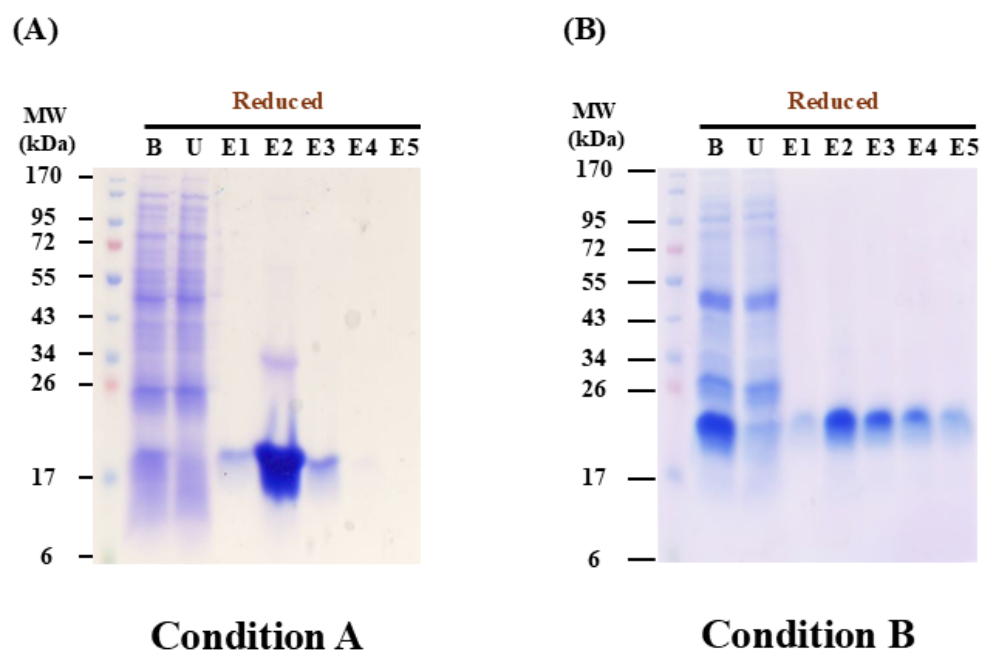 (A)
Reduced
MW
(kDa)
B U E1 E2 E3 E4 E5
170
95
72
55
43
34
26
17
6
Condition A
(B)
Reduced
MW
(kDa)
B U E1 E2 E3 E4 E5
170
95
72
55
43
34
26
17
6
Condition B